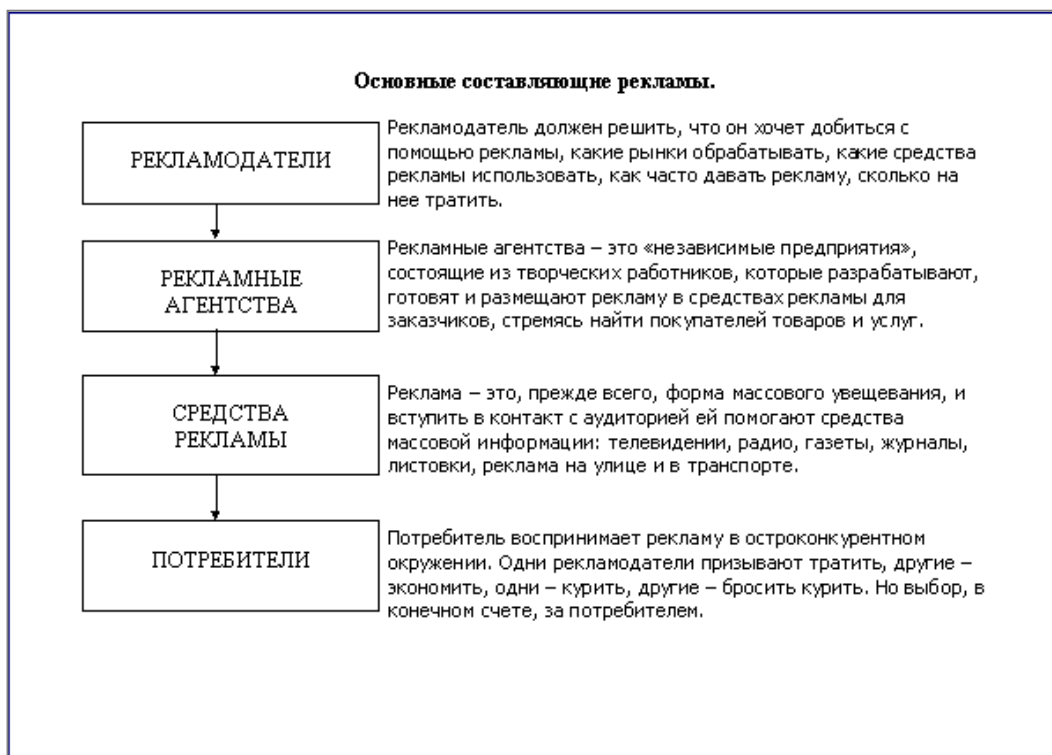 Основные составляющие рекламы.
РЕКЛАМОДАТЕЛИ
Рекламодатель должен решить, что он хочет добиться с
помощью рекламы, какие рынки обрабатывать, какие средства
рекламы использовать, как часто давать рекламу, сколько на
нее тратить.
РЕКЛАМНЫЕ
АГЕНТСТВА
Рекламные агентства – это «независимые предприятия»,
состоящие из творческих работников, которые разрабатывают,
готовят и размещают рекламу в средствах рекламы для
заказчиков, стремясь найти покупателей товаров и услуг.
СРЕДСТВА
РЕКЛАМЫ
Реклама – это, прежде всего, форма массового увещевания, и
вступить в контакт с аудиторией ей помогают средства
массовой информации: телевидении, радио, газеты, журналы,
листовки, реклама на улице и в транспорте.
ПОТРЕБИТЕЛИ
Потребитель воспринимает рекламу в остроконкурентном
окружении. Одни рекламодатели призывают тратить, другие –
экономить, одни – курить, другие – бросить курить. Но выбор, в
конечном счете, за потребителем.